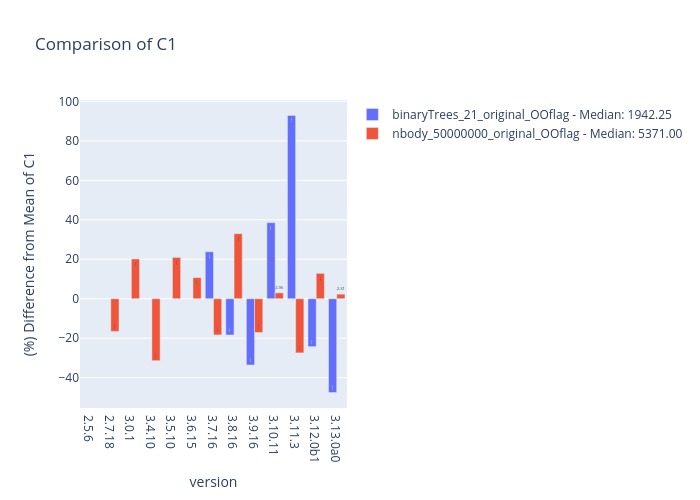 Comparison of C1
binaryTrees_21_original_OOflag - Median: 1942.25
nbody_50000000_original_OOflag - Median: 5371.00
(%) Difference from Mean of C1
100
80
60
40
20
0
−20
−40
2.5.6
2.7.18
3.0.1
3.4.10
3.5.10
3.6.15
3.7.16
3.8.16
3.9.16
3.10.11
3.11.3
3.12.0b1
3.13.0a0
version